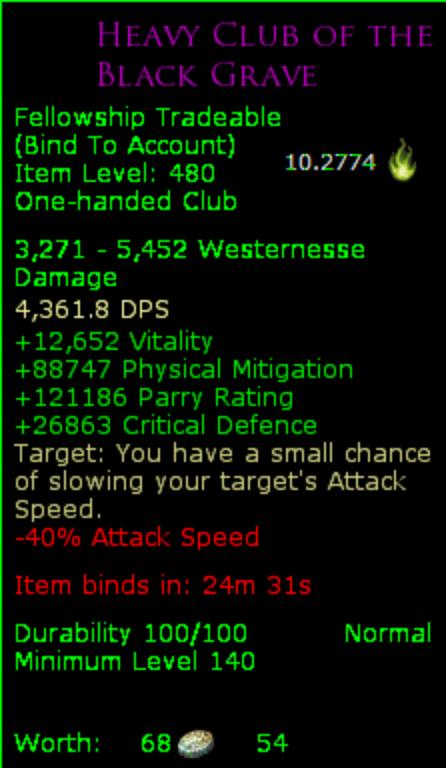 Heavy Club of the
Black Grave
Fellowship Tradeable
(Bind To Account)
10.2774
Item Level: 480
One-handed Club
3,271 - 5,452 Westernesse
Damage
4,361.8 DPS
+12,652 Vitality
+88747 Physical Mitigation
+121186 Parry Rating
+26863 Critical Defence
Target: You have a small chance
of slowing your target's Attack
Speed.
-40% Attack Speed
Item binds in: 24m 31s
Durability 100/100 Normal
Minimum Level 140
Worth: 68 54